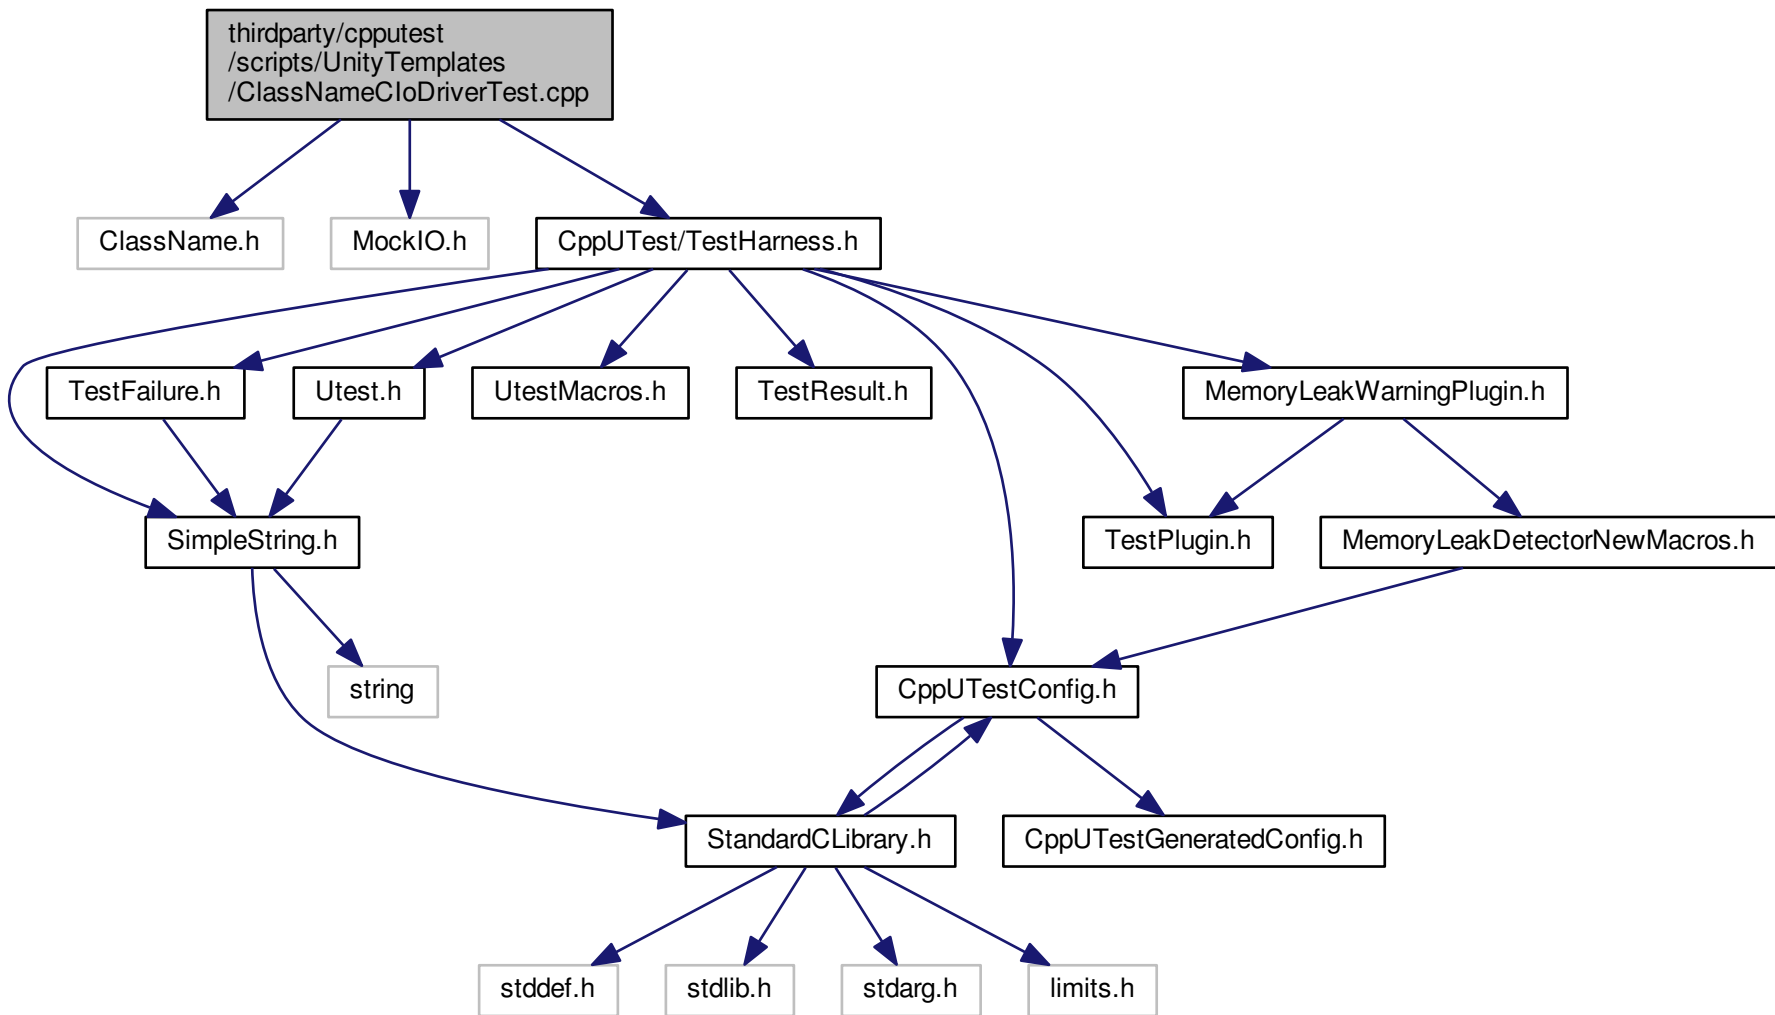 thirdparty/cpputest
/scripts/UnityTemplates
/ClassNameCIoDriverTest.cpp
ClassName.h
MockIO.h
CppUTest/TestHarness.h
TestFailure.h
Utest.h
UtestMacros.h
TestResult.h
MemoryLeakWarningPlugin.h
SimpleString.h
TestPlugin.h
MemoryLeakDetectorNewMacros.h
string
CppUTestConfig.h
StandardCLibrary.h
CppUTestGeneratedConfig.h
stddef.h
stdlib.h
stdarg.h
limits.h